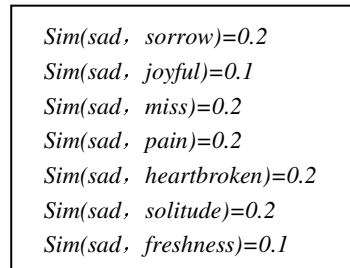 Sim(sad，sorrow)=0.2
Sim(sad，joyful)=0.1
Sim(sad，miss)=0.2
Sim(sad，pain)=0.2
Sim(sad，heartbroken)=0.2
Sim(sad，solitude)=0.2
Sim(sad，freshness)=0.1